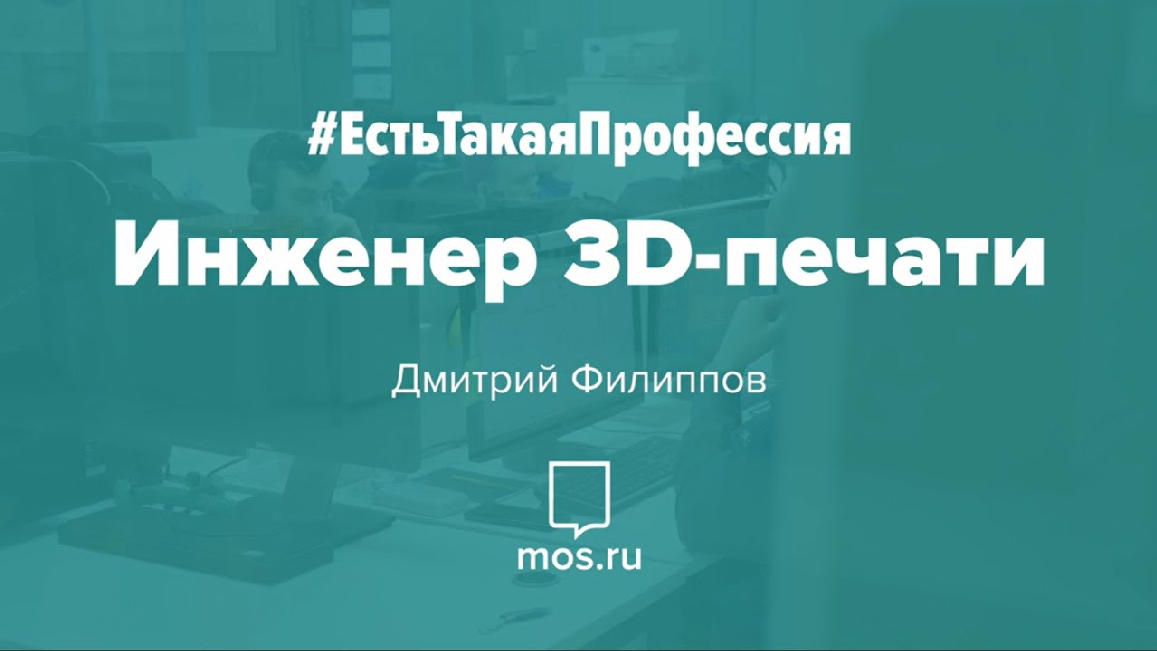 #ЕстьТакаяПрофессия
Инженер 3D-печати
Дмитрий Филиппов
mos.ru